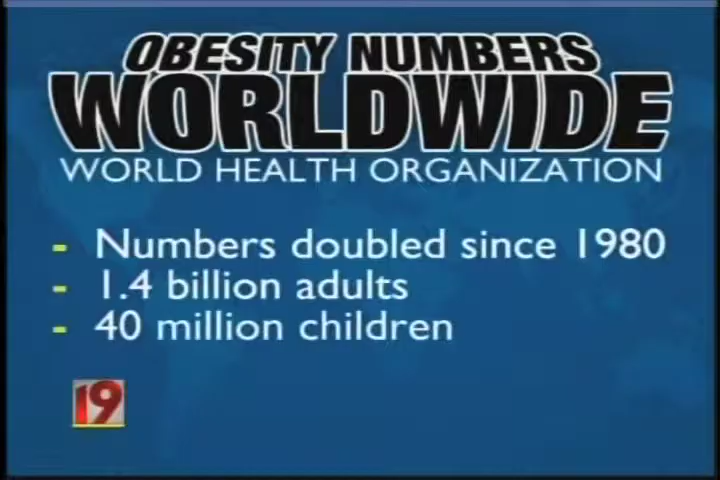 OBESITY NUMBERS
WORLDWIDE
WORLD HEALTH ORGANIZATION
- Numbers doubled since 1980
- 1.4 billion adults
- 40 million children
19